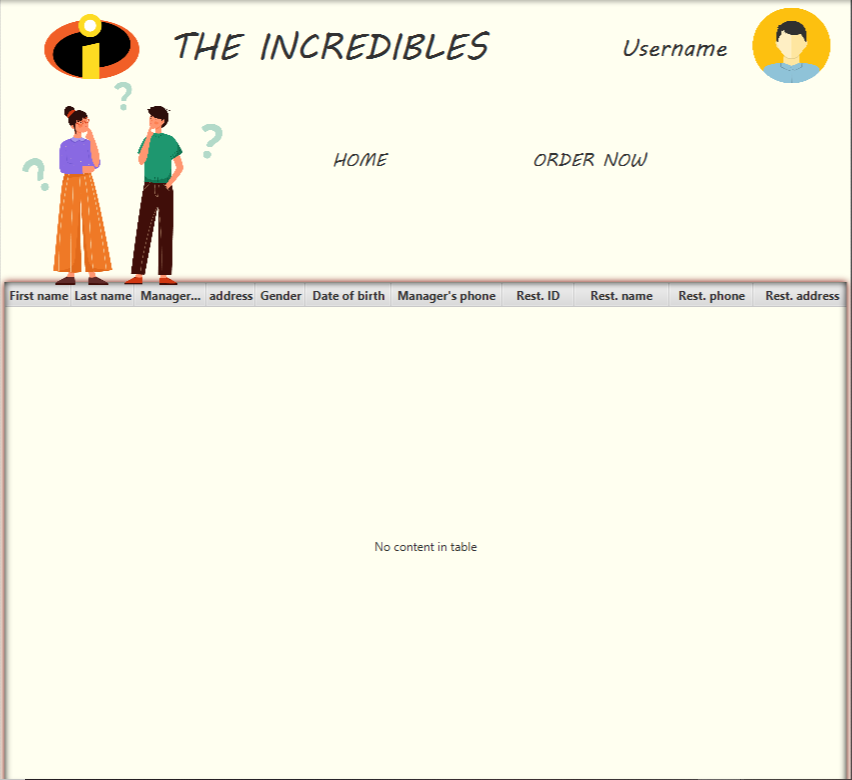 THE INCREDIBLES
Username
? ? ?
HOME ORDER NOW
First name Last name Manager... address Gender Date of birth Manager's phone Rest. ID Rest. name Rest. phone Rest. address
No content in table